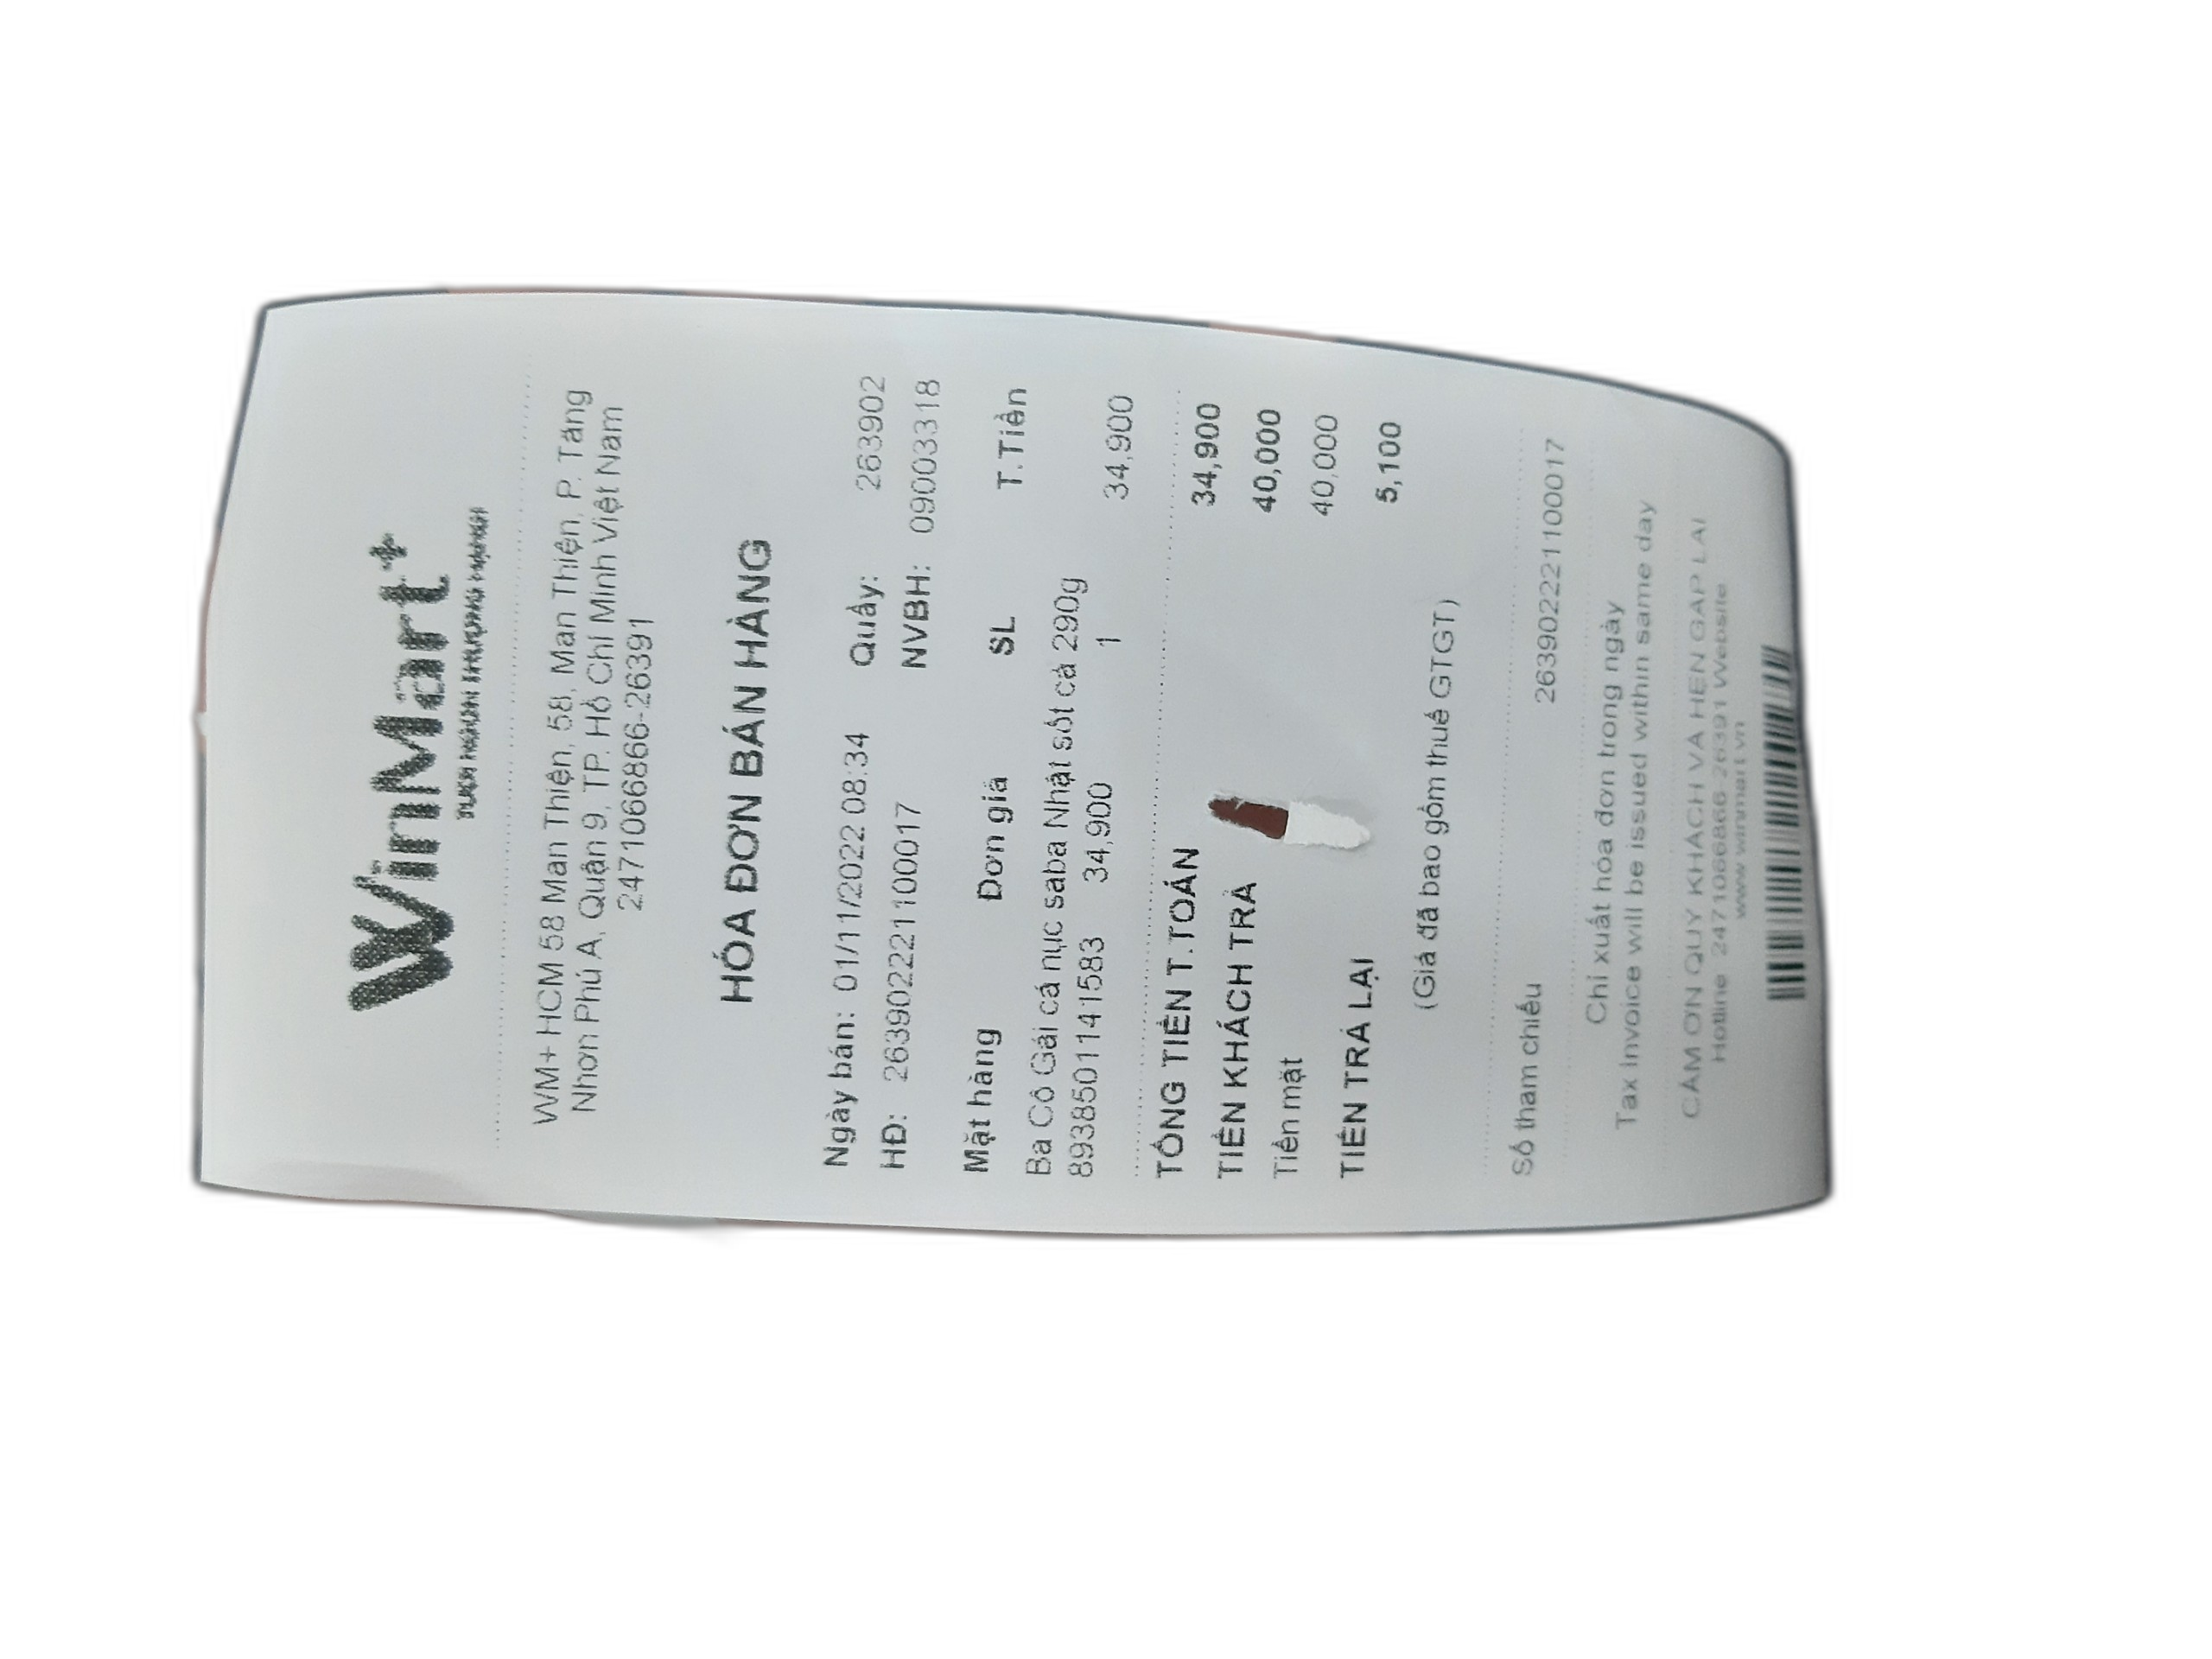 WinMart+
WM+ HCM 58 Man Thiện, 58, Man Thiện, P. Tăng
Nhơn Phú A, Quận 9, TP. Hồ Chí Minh Việt Nam
2471066866-26391
HÓA ĐƠN BÁN HÀNG
Ngày bán: 01/11/2022 08:34 Quầy: 263902
HĐ: 263902221100017 NVBH: 09003318
Mặt hàng Đơn giá SL T.Tiền
Ba Cô Gái cá nục saba Nhật sốt cà 290g
8938501141583 34,900 1 34,900
TỔNG TIỀN T.TOÁN 34,900
TIỀN KHÁCH TRẢ 40,000
Tiền mặt 40,000
TIỀN TRẢ LẠI 5,100
(Giá đã bao gồm thuế GTGT)
Số tham chiếu
263902221100017
Chỉ xuất hóa đơn trong ngày
Tax invoice will be issued within same day
CẢM ƠN QUÝ KHÁCH VÀ HẸN GẶP LẠI
Hotline 2471066866-26391 Website
www.winmart.vn